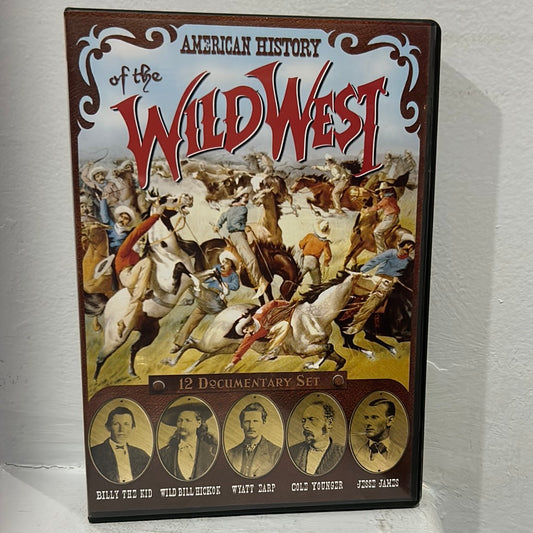 AMERICAN HISTORY
of the
WILD WEST
12 DOCUMENTARY SET
BILLY THE KID WILD BILL HICKOK WYATT EARP COLE YOUNGER JESSE JAMES